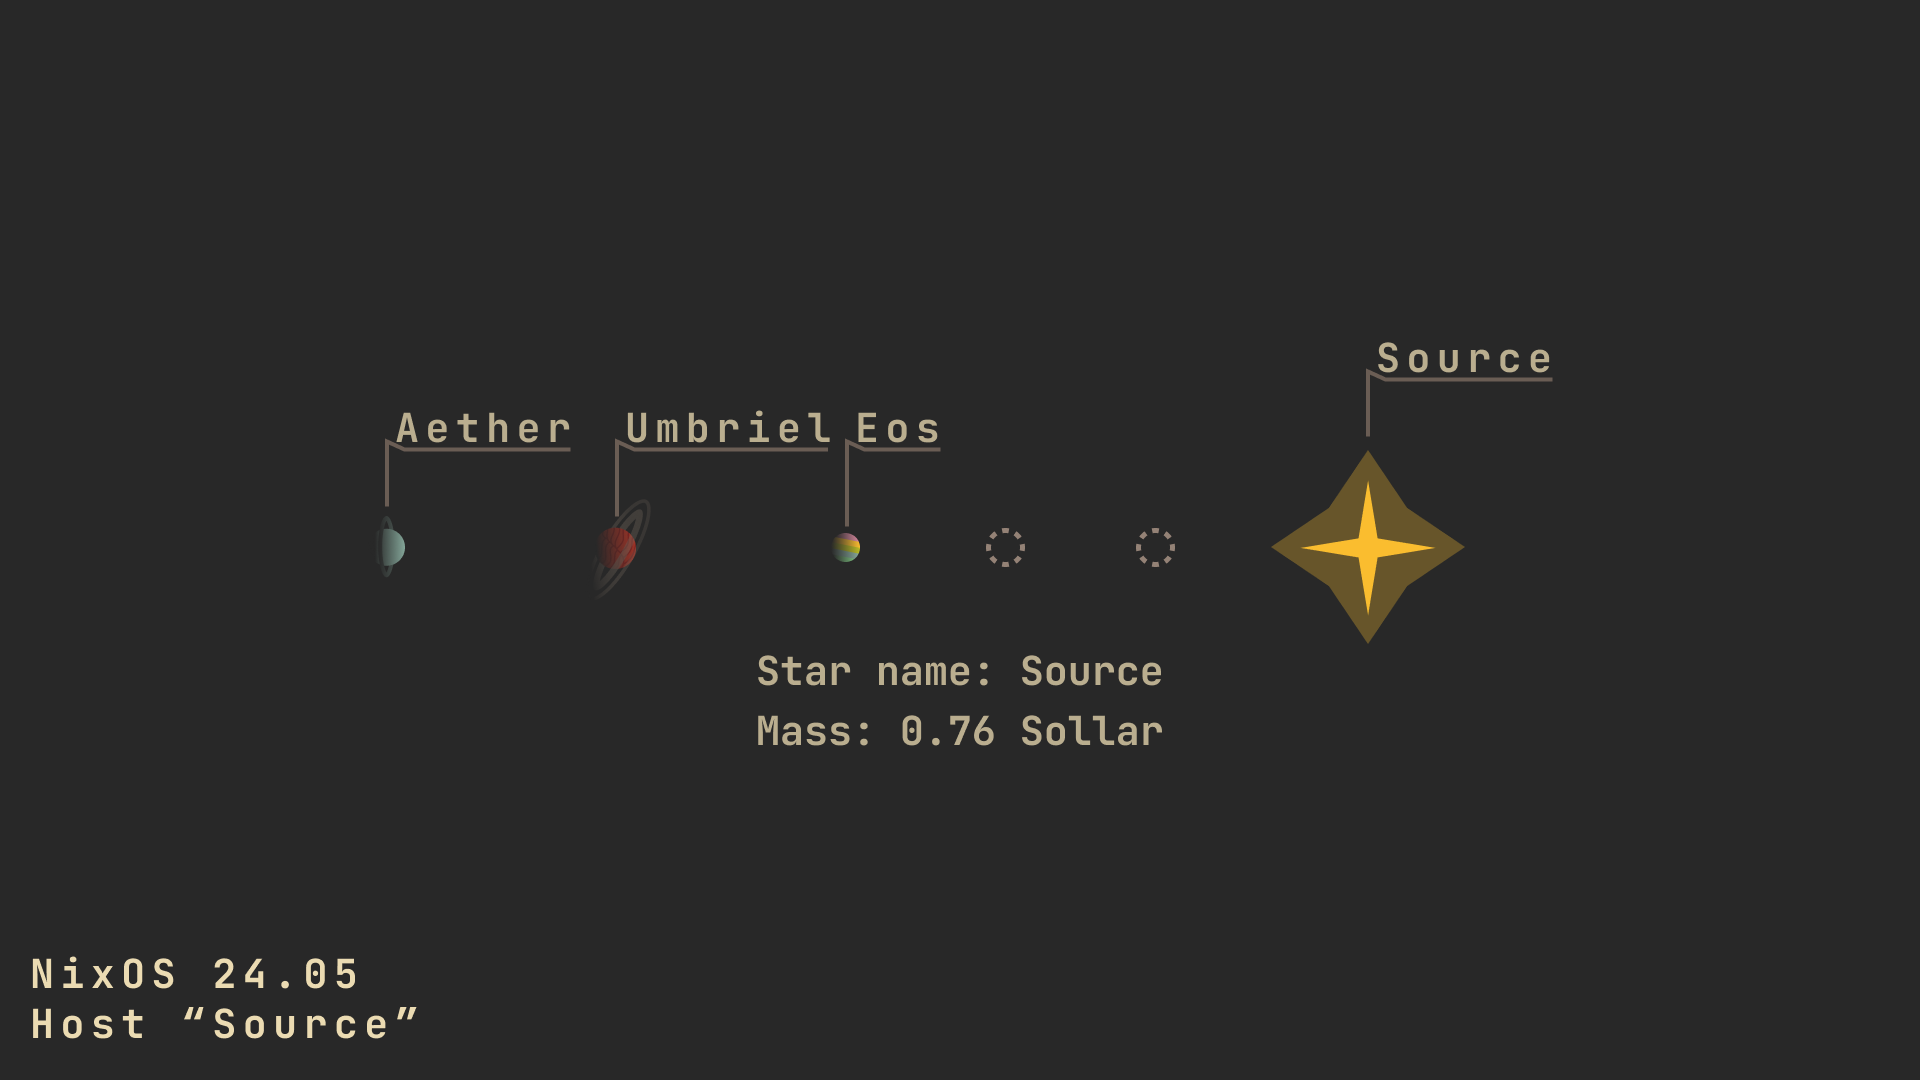 Source
Aether Umbriel Eos
Star name: Source
Mass: 0.76 Sollar
NixOS 24.05
Host “Source”